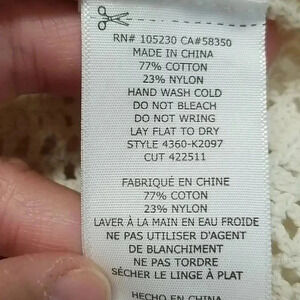 RN# 105230 CA#58350
MADE IN CHINA
77% COTTON
23% NYLON
HAND WASH COLD
DO NOT BLEACH
DO NOT WRING
LAY FLAT TO DRY
STYLE 4360-K2097
CUT 422511
FABRIQUÉ EN CHINE
77% COTON
23% NYLON
LAVER À LA MAIN EN EAU FROIDE
NE PAS UTILISER D'AGENT
DE BLANCHIMENT
NE PAS TORDRE
SÉCHER LE LINGE À PLAT
HECHO EN CHINA